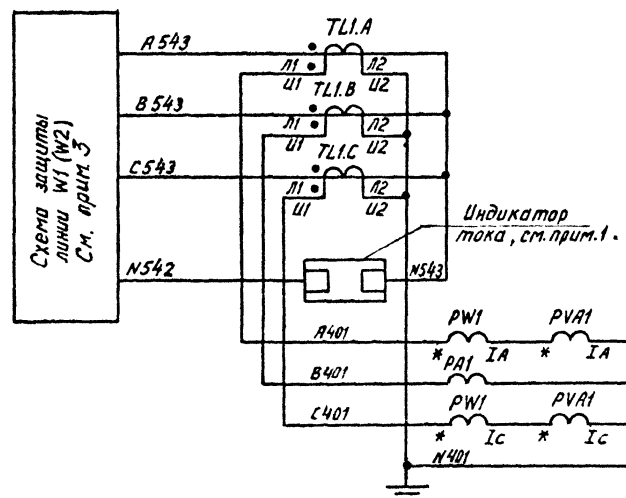 TL1.A
A543
Л1 Л2
И1 И2
TL1.B
B543
Л1 Л2
И1 И2
TL1.C
C543
Л1 Л2
И1 И2
Схема защиты
линии W1 (W2)
См. прим. 3
Индикатор
тока, см. прим. 1.
N542
N543
A401
PW1
PVA1
* IA * IA
B401
PA1
C401
PW1
PVA1
* Ic * Ic
N401